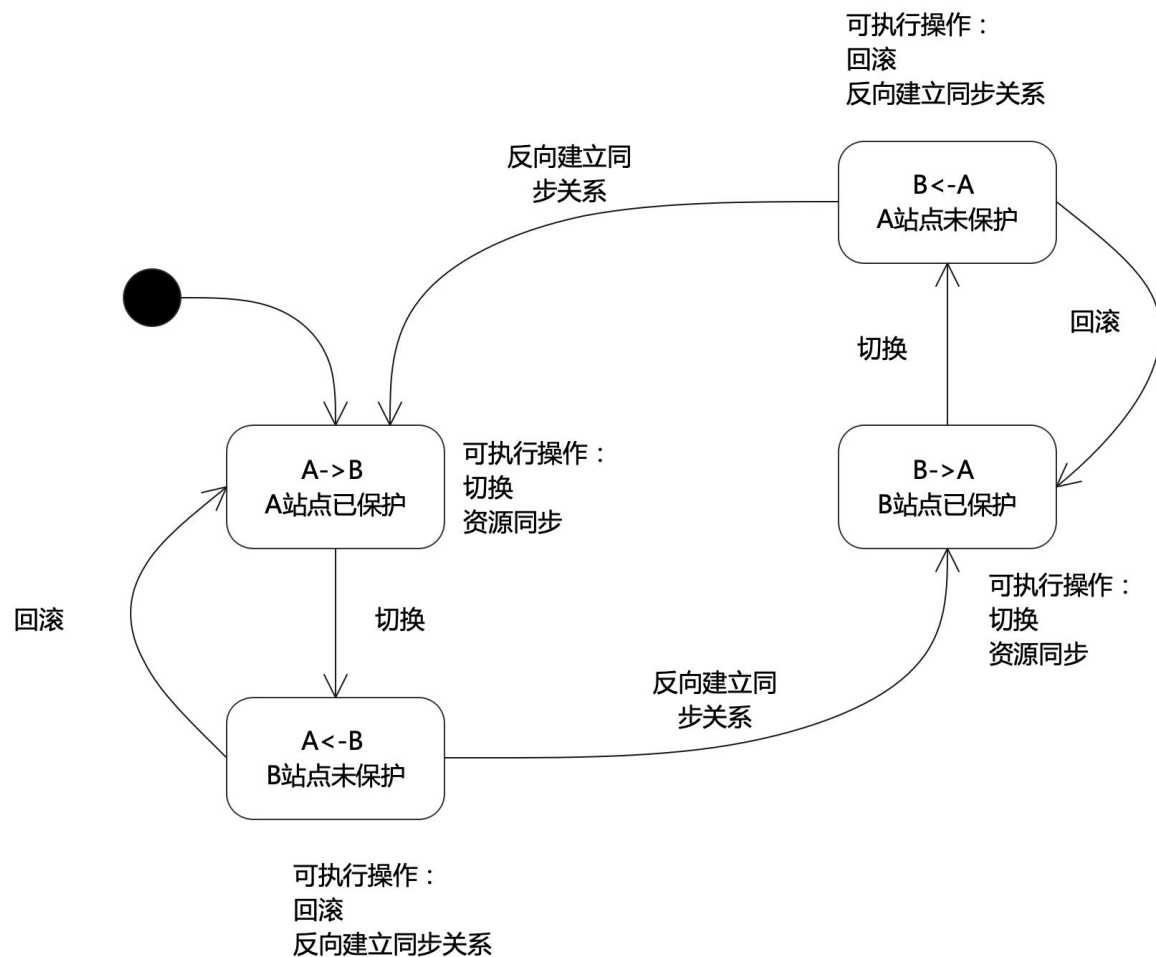 可执行操作：
回滚
反向建立同步关系
反向建立同
步关系
B<-A
A站点未保护
切换
回滚
A->B
A站点已保护
可执行操作：
切换
资源同步
B->A
B站点已保护
可执行操作：
切换
资源同步
回滚
切换
反向建立同
步关系
A<-B
B站点未保护
可执行操作：
回滚
反向建立同步关系